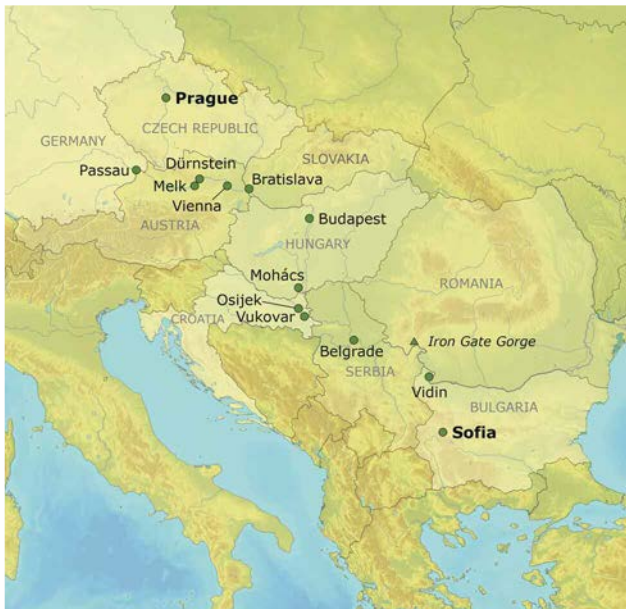 Prague
CZECH REPUBLIC
GERMANY
SLOVAKIA
Dürnstein
Passau
Melk
Bratislava
Vienna
Budapest
AUSTRIA
HUNGARY
Mohács
ROMANIA
Osijek
CROATIA
Vukovar
Belgrade
Iron Gate Gorge
SERBIA
Vidin
BULGARIA
Sofia